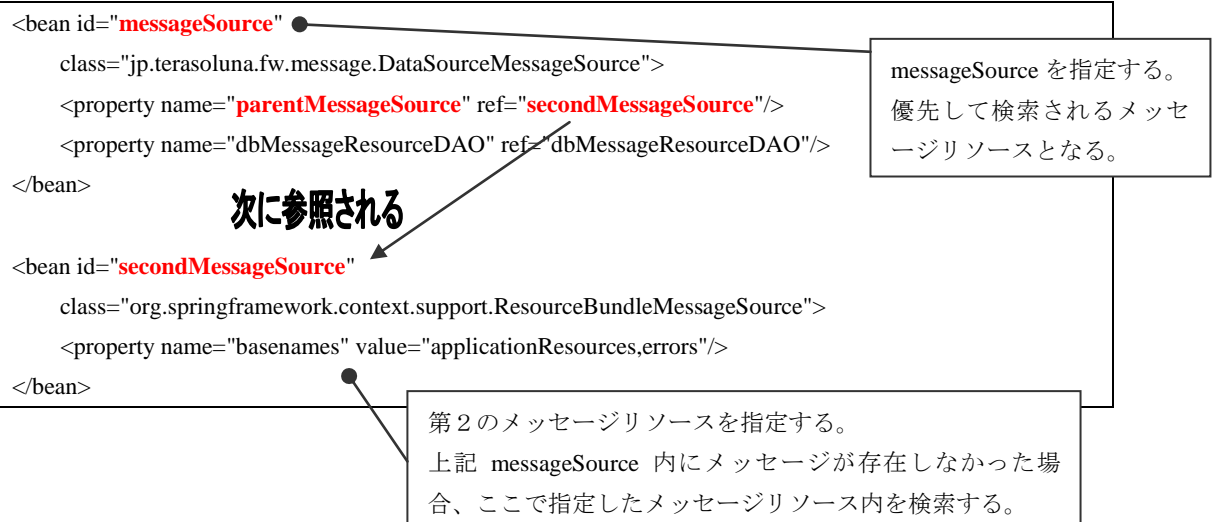 <bean id="messageSource"
class="jp.terasoluna.fw.message.DataSourceMessageSource">
<property name="parentMessageSource" ref="secondMessageSource"/>
<property name="dbMessageResourceDAO" ref="dbMessageResourceDAO"/>
</bean>
messageSource を指定する。
優先して検索されるメッセ
ージリソースとなる。
次に参照される
<bean id="secondMessageSource"
class="org.springframework.context.support.ResourceBundleMessageSource">
<property name="basenames" value="applicationResources,errors"/>
</bean>
第２のメッセージリソースを指定する。
上記 messageSource 内にメッセージが存在しなかった場
合、ここで指定したメッセージリソース内を検索する。